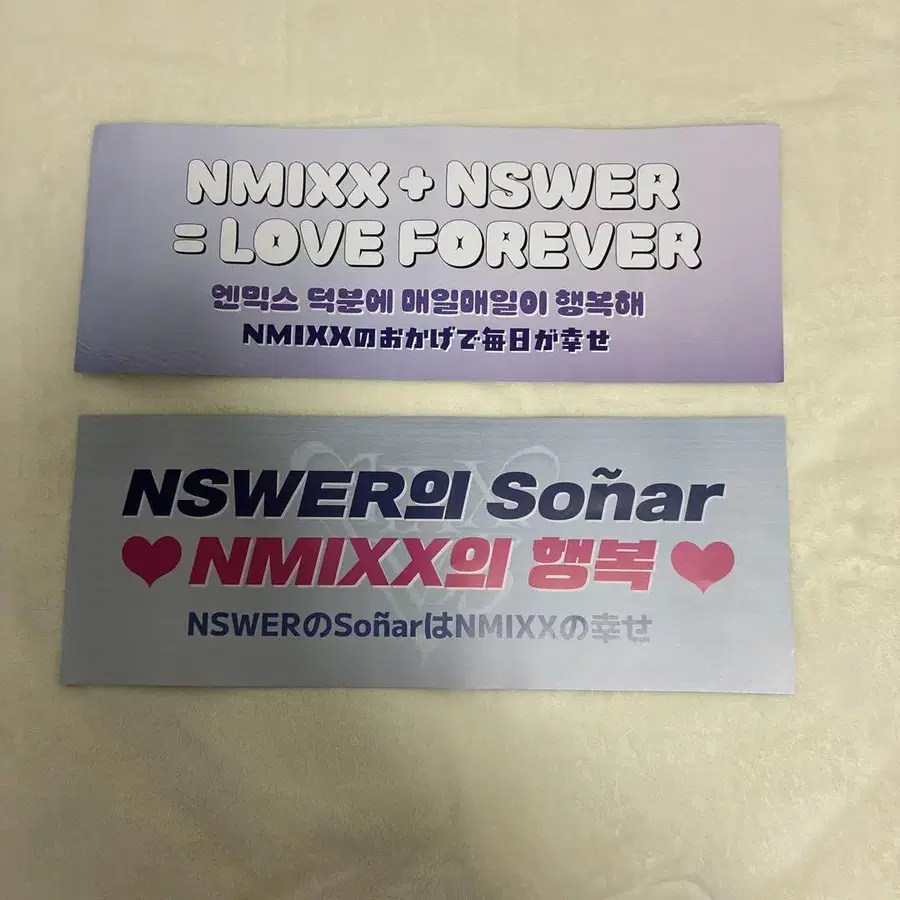 NMIXX + NSWER
= LOVE FOREVER
엔믹스 덕분에 매일매일이 행복해
NMIXXのおかげで毎日が幸せ
NSWER의 Soñar
♥NMIXX의 행복♥
NSWERのSoñarはNMIXXの幸せ